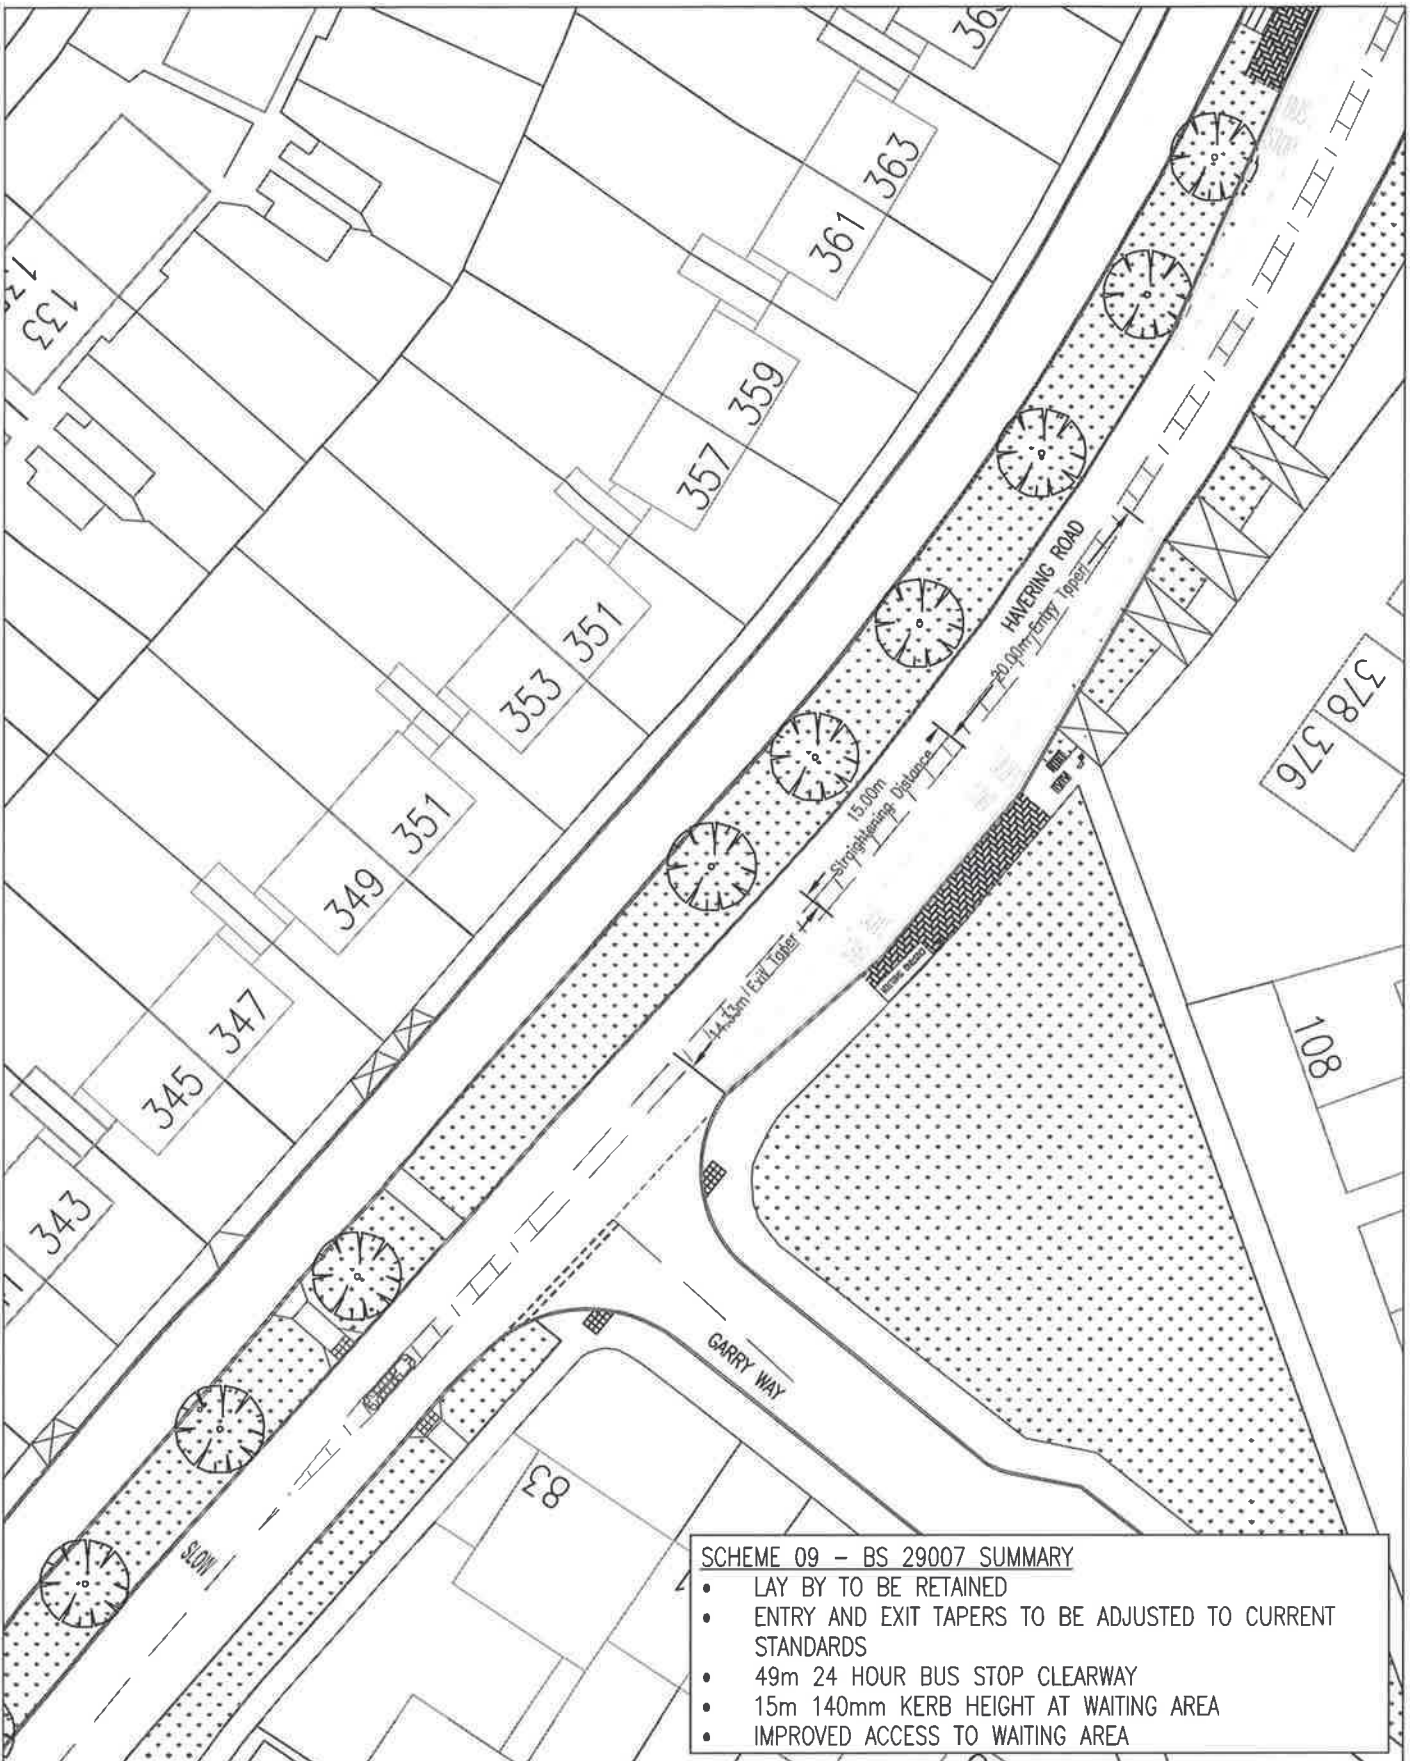 363
361
133
359
357
HAVERING ROAD
20.00m Entry Taper
351
353
378
376
15.00m
Straightening Distance
351
349
14.33m Exit Taper
347
345
108
343
GARRY WAY
83
SLOW
SCHEME 09 – BS 29007 SUMMARY
• LAY BY TO BE RETAINED
• ENTRY AND EXIT TAPERS TO BE ADJUSTED TO CURRENT
STANDARDS
• 49m 24 HOUR BUS STOP CLEARWAY
• 15m 140mm KERB HEIGHT AT WAITING AREA
• IMPROVED ACCESS TO WAITING AREA